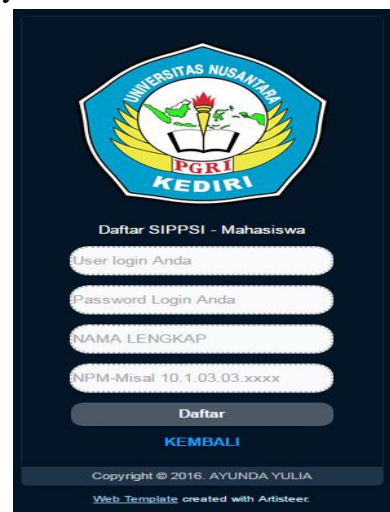 UNIVERSITAS NUSANTARA
PGRI
KEDIRI
Daftar SIPPSI - Mahasiswa
User login Anda
Password Login Anda
NAMA LENGKAP
NPM-Misal 10.1.03.03.xxxx
Daftar
KEMBALI
Copyright © 2016. AYUNDA YULIA
Web Template created with Artisteer.